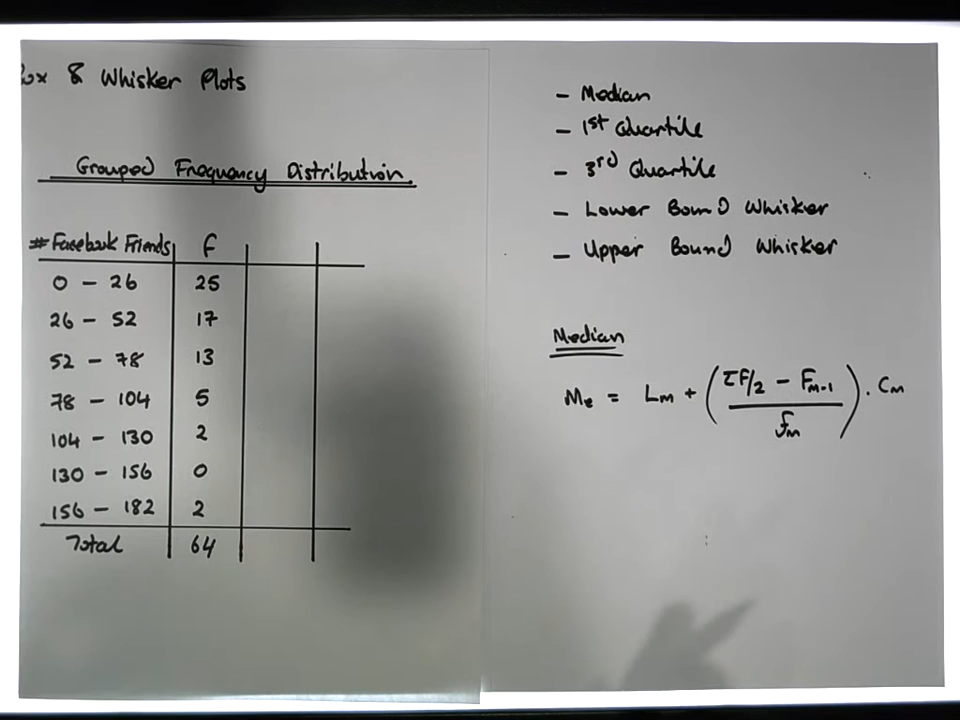 Box & Whisker Plots
Grouped Frequency Distribution
# Facebook Friends f
0 - 26 25
26 - 52 17
52 - 78 13
78 - 104 5
104 - 130 2
130 - 156 0
156 - 182 2
Total 64
- Median
- 1st Quartile
- 3rd Quartile
- Lower Bound Whisker
- Upper Bound Whisker
Median
Me = Lm + (Σf/2 - Fm-1 / fm) . Cm